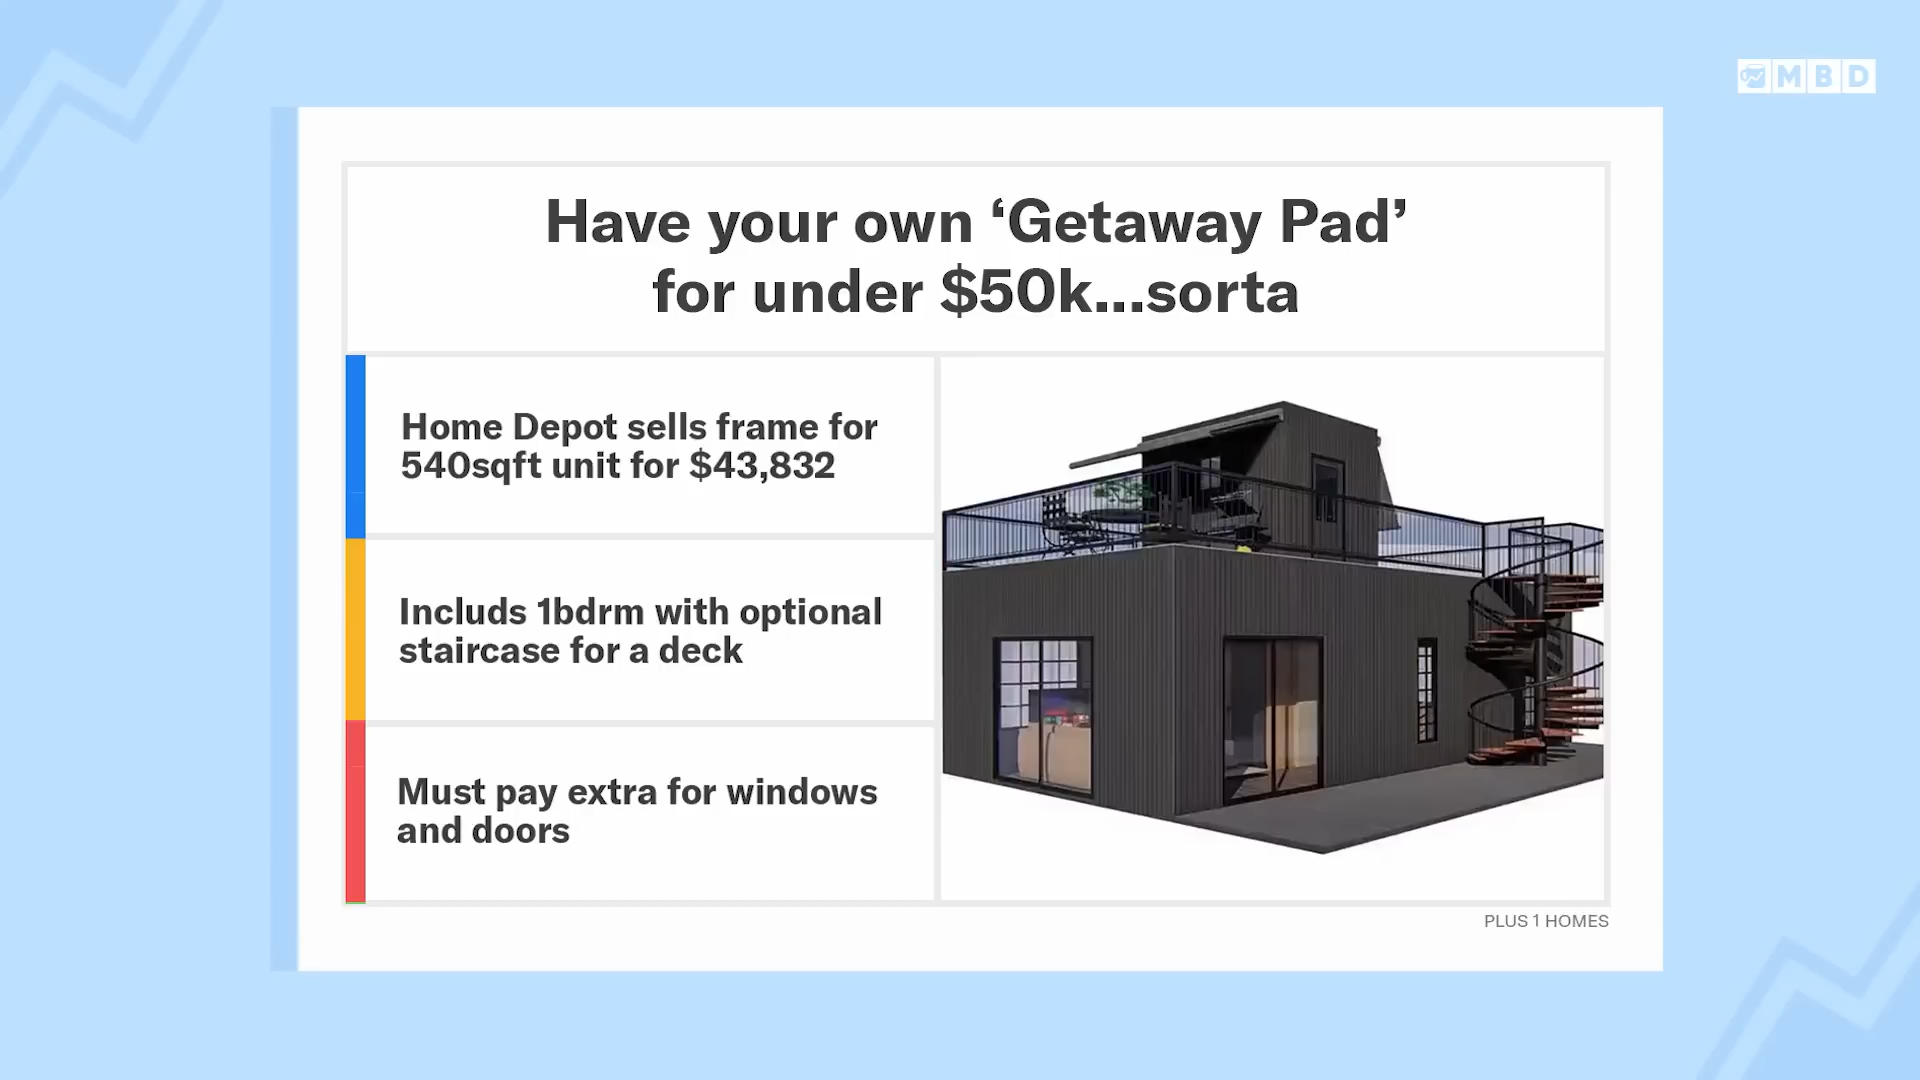 MBD
Have your own ‘Getaway Pad’
for under $50k...sorta
Home Depot sells frame for
540sqft unit for $43,832
Includs 1bdrm with optional
staircase for a deck
Must pay extra for windows
and doors
PLUS 1 HOMES